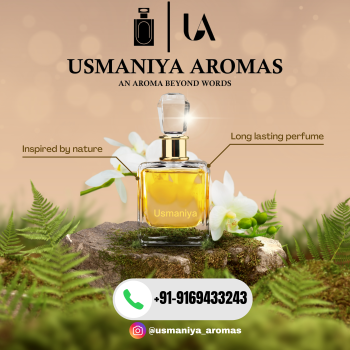 UA
USMANIYA AROMAS
AN AROMA BEYOND WORDS
Long lasting perfume
Inspired by nature
Usmaniya
+91-9169433243
@usmaniya_aromas